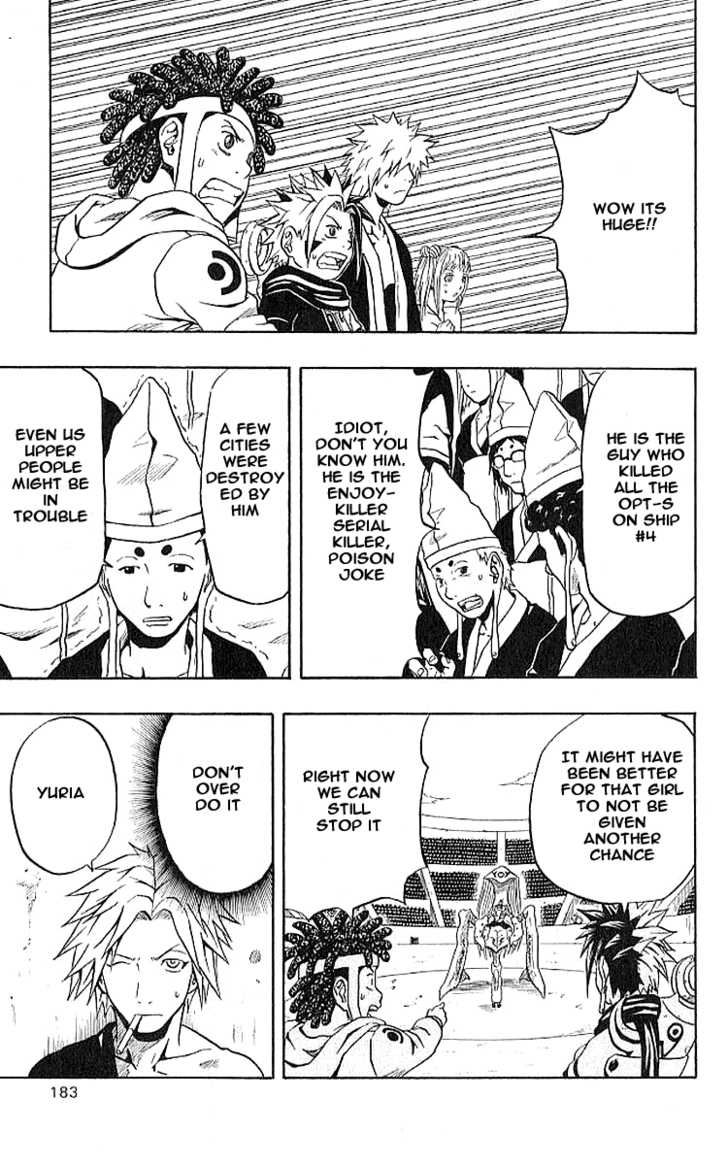 WOW ITS
HUGE!!
HE IS THE
GUY WHO
KILLED
ALL THE
OPT-S
ON SHIP
#4
IDIOT,
DON'T YOU
KNOW HIM.
HE IS THE
ENJOY-
KILLER
SERIAL
KILLER,
POISON
JOKE
A FEW
CITIES
WERE
DESTROY
ED BY
HIM
EVEN US
UPPER
PEOPLE
MIGHT BE
IN
TROUBLE
IT MIGHT HAVE
BEEN BETTER
FOR THAT GIRL
TO NOT BE
GIVEN
ANOTHER
CHANCE
RIGHT NOW
WE CAN
STILL
STOP IT
DON'T
OVER
DO IT
YURIA
183